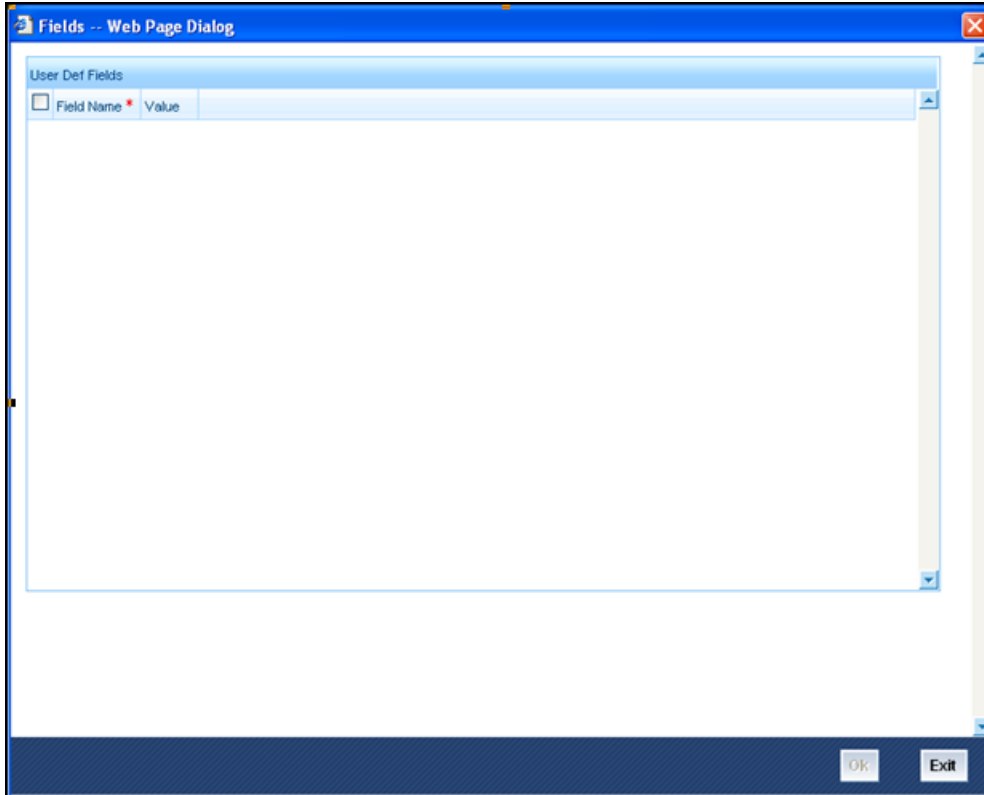 Fields -- Web Page Dialog
User Def Fields
Field Name * Value
Ok Exit